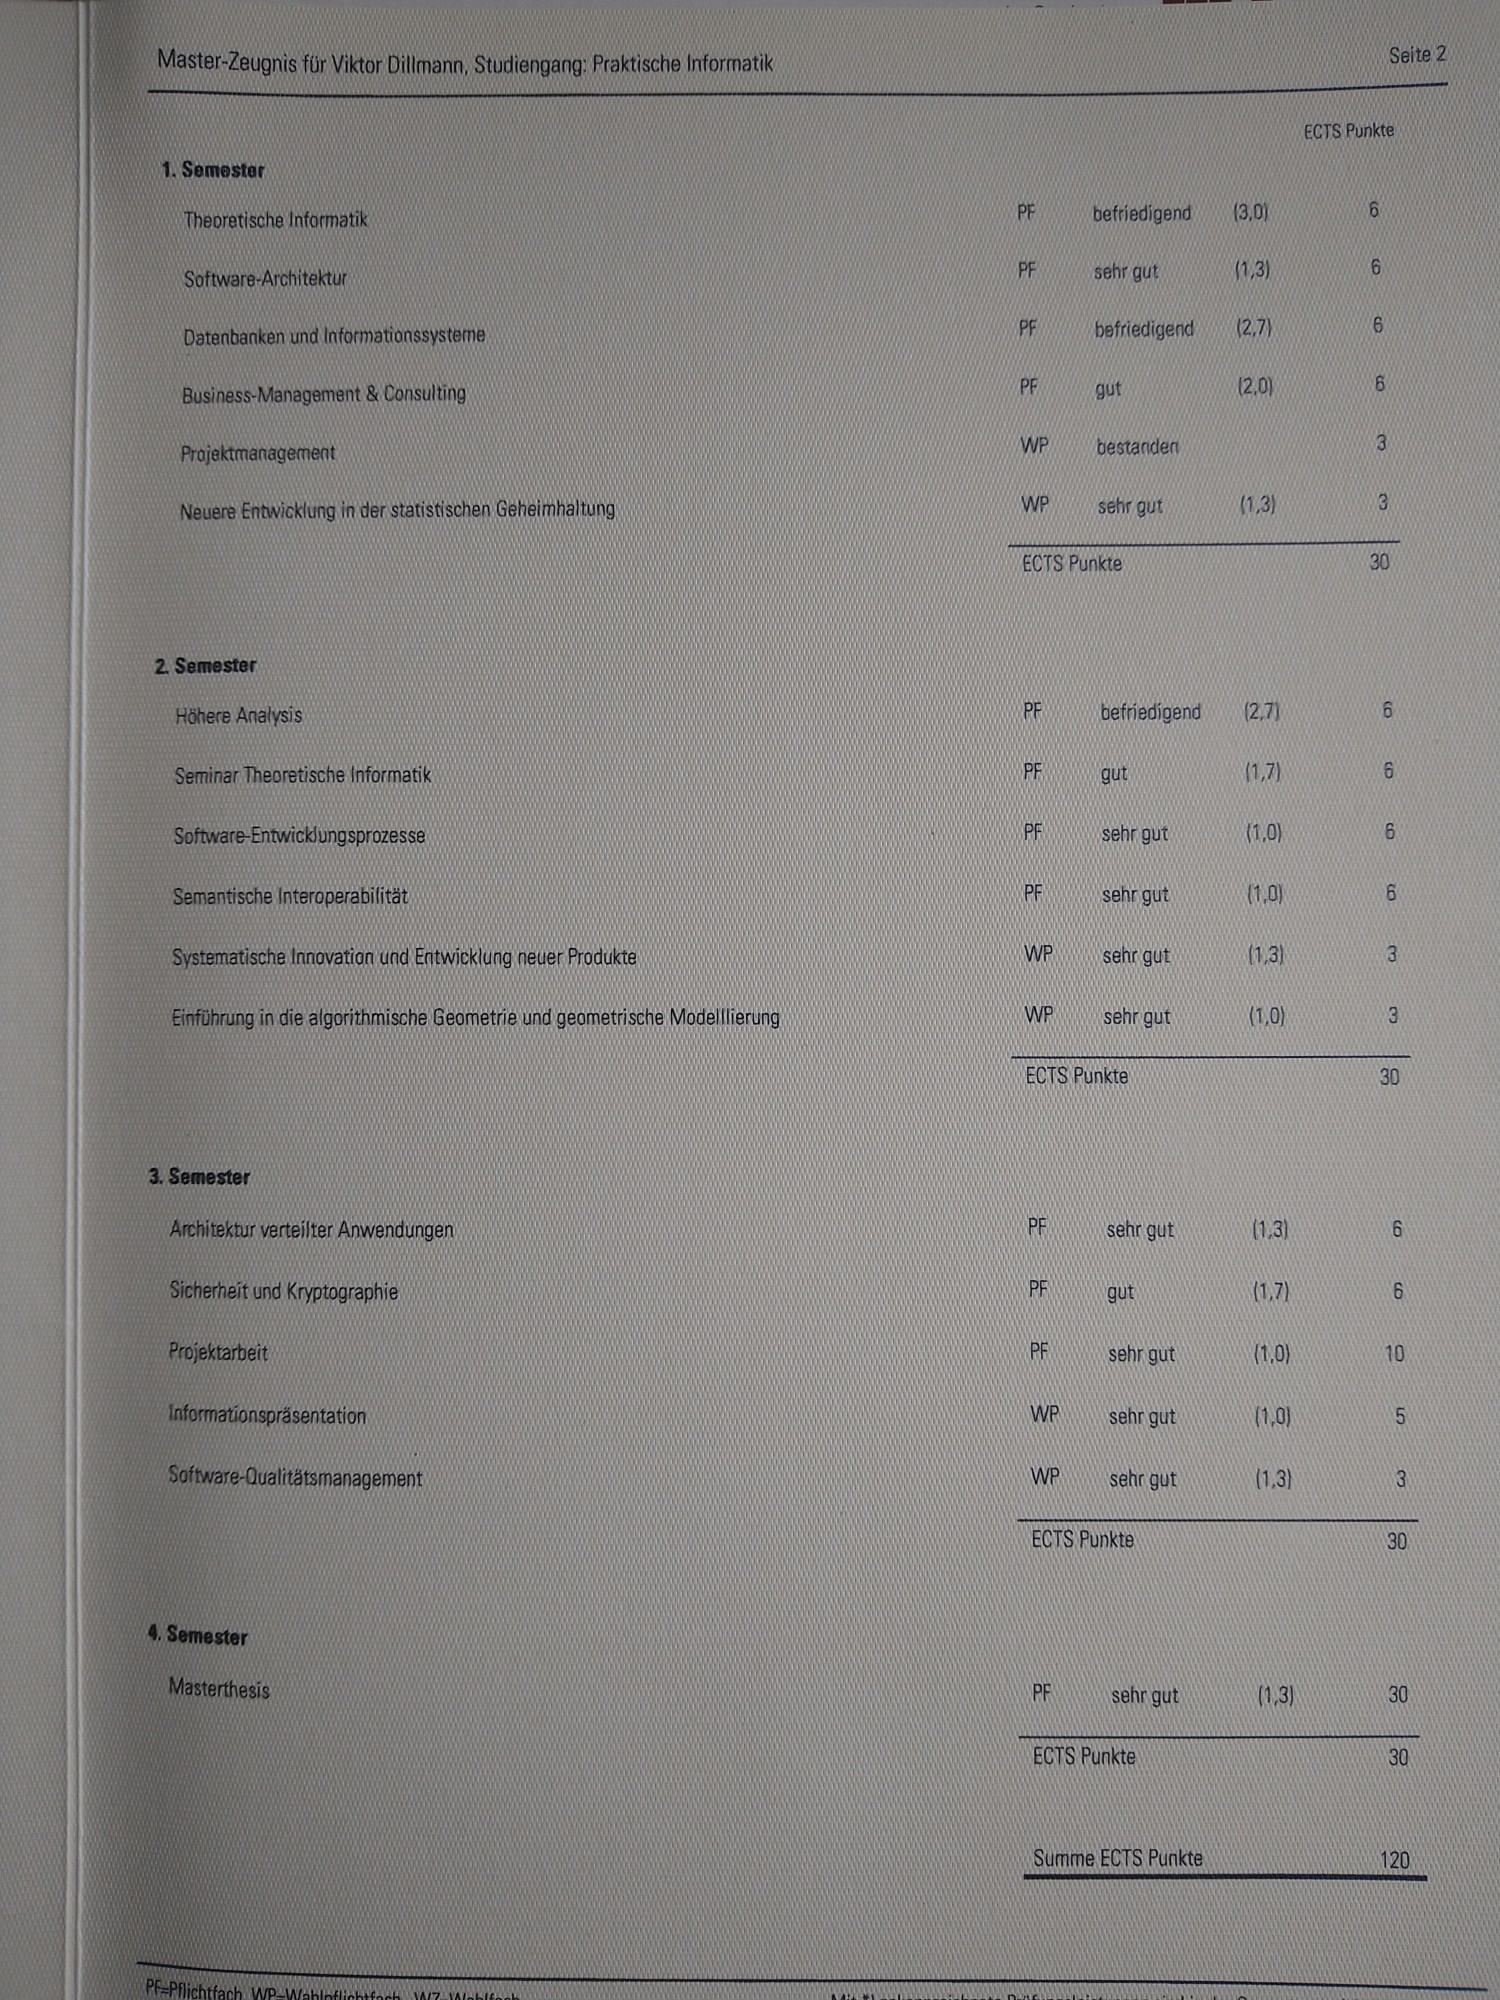 Master-Zeugnis für Viktor Dillmann, Studiengang: Praktische Informatik Seite 2
ECTS Punkte
1. Semester
Theoretische Informatik PF befriedigend (3,0) 6
Software-Architektur PF sehr gut (1,3) 6
Datenbanken und Informationssysteme PF befriedigend (2,7) 6
Business-Management & Consulting PF gut (2,0) 6
Projektmanagement WP bestanden 3
Neuere Entwicklung in der statistischen Geheimhaltung WP sehr gut (1,3) 3
ECTS Punkte 30
2. Semester
Höhere Analysis PF befriedigend (2,7) 6
Seminar Theoretische Informatik PF gut (1,7) 6
Software-Entwicklungsprozesse PF sehr gut (1,0) 6
Semantische Interoperabilität PF sehr gut (1,0) 6
Systematische Innovation und Entwicklung neuer Produkte WP sehr gut (1,3) 3
Einführung in die algorithmische Geometrie und geometrische Modelllierung WP sehr gut (1,0) 3
ECTS Punkte 30
3. Semester
Architektur verteilter Anwendungen PF sehr gut (1,3) 6
Sicherheit und Kryptographie PF gut (1,7) 6
Projektarbeit PF sehr gut (1,0) 10
Informationspräsentation WP sehr gut (1,0) 5
Software-Qualitätsmanagement WP sehr gut (1,3) 3
ECTS Punkte 30
4. Semester
Masterthesis PF sehr gut (1,3) 30
ECTS Punkte 30
Summe ECTS Punkte 120
PF=Pflichtfach, WP=Wahlpflichtfach, WZ=Wahlfach